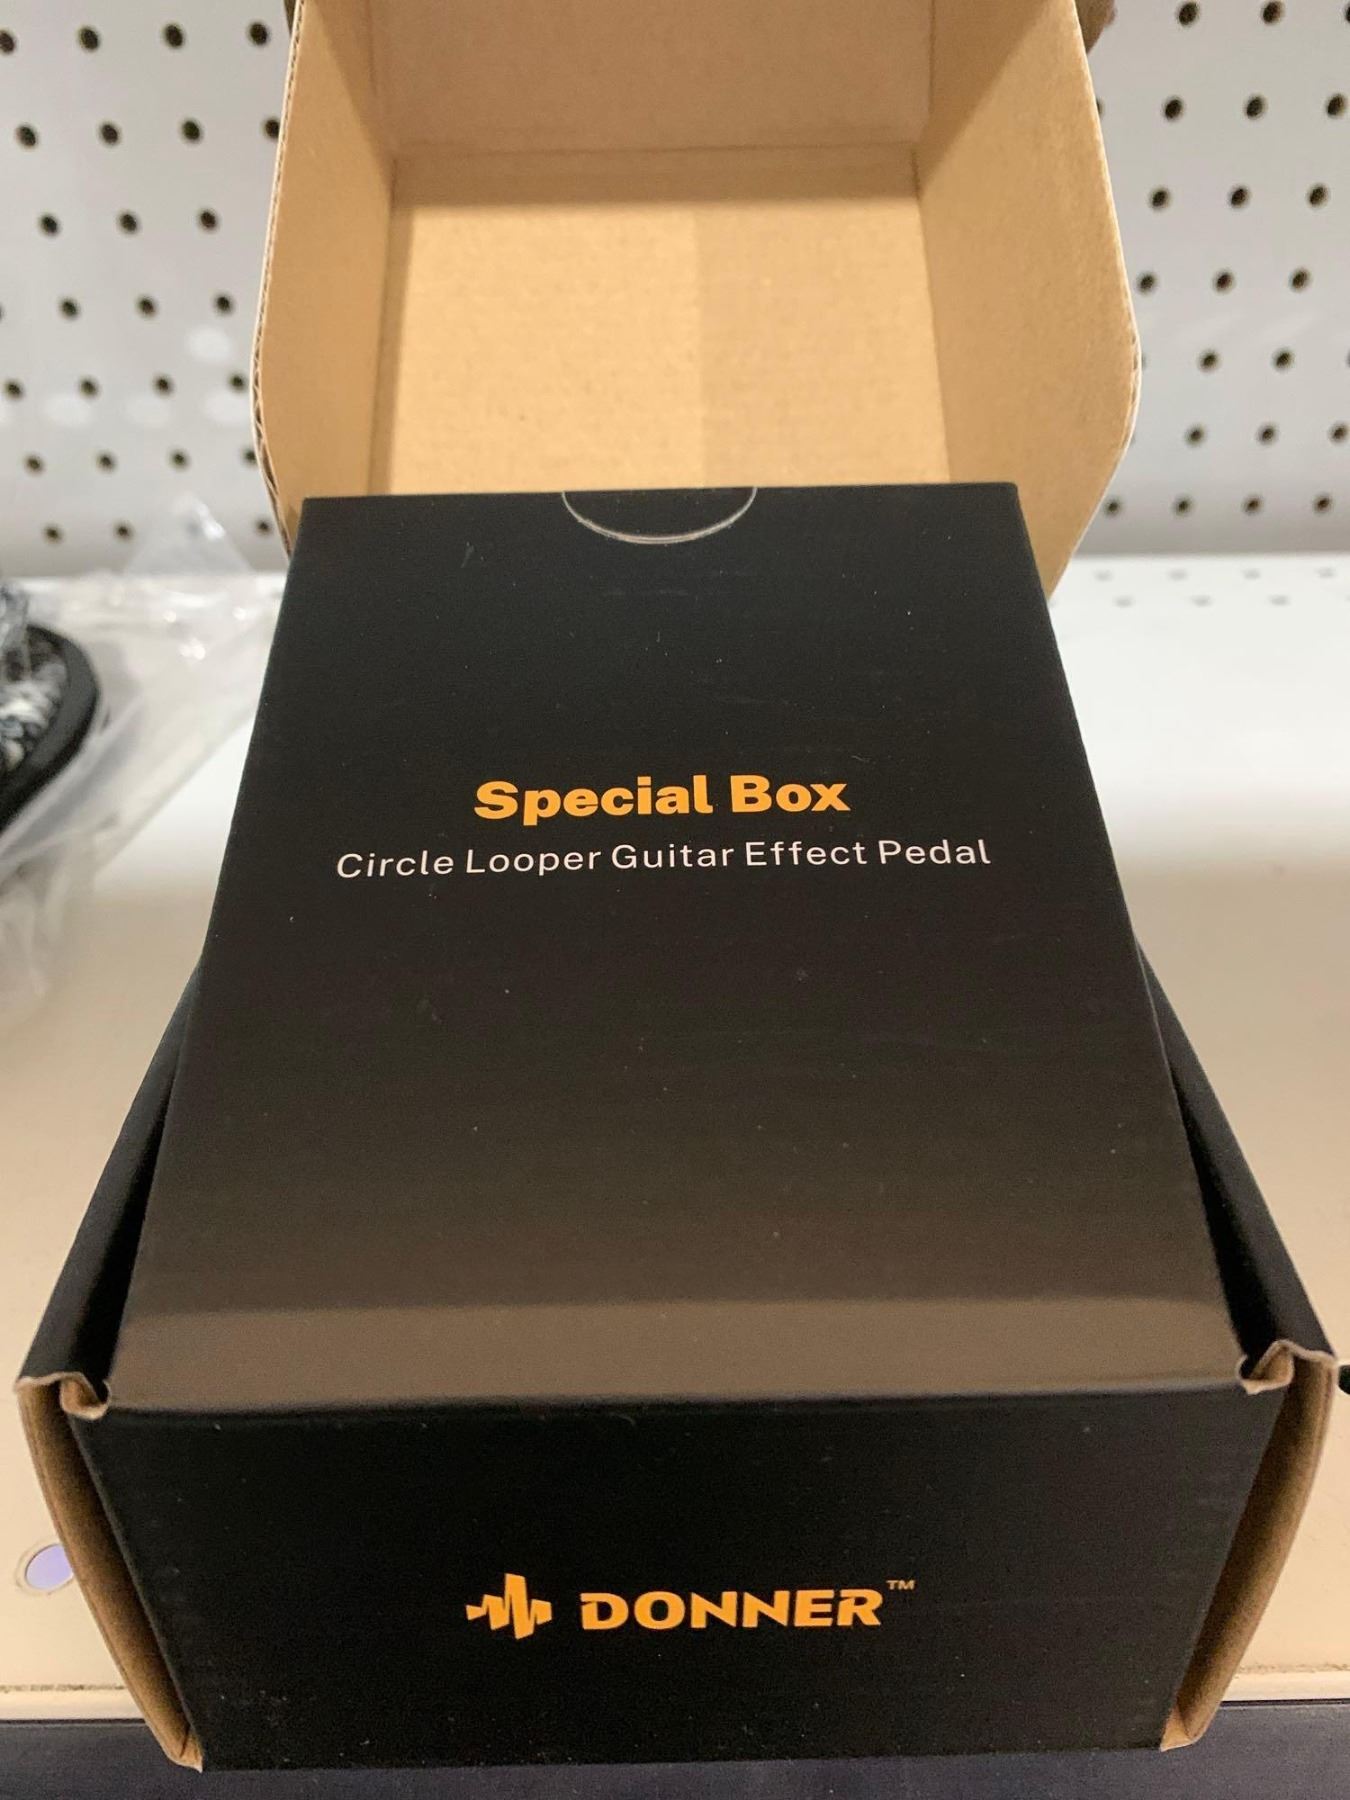 Special Box
Circle Looper Guitar Effect Pedal
DONNER™